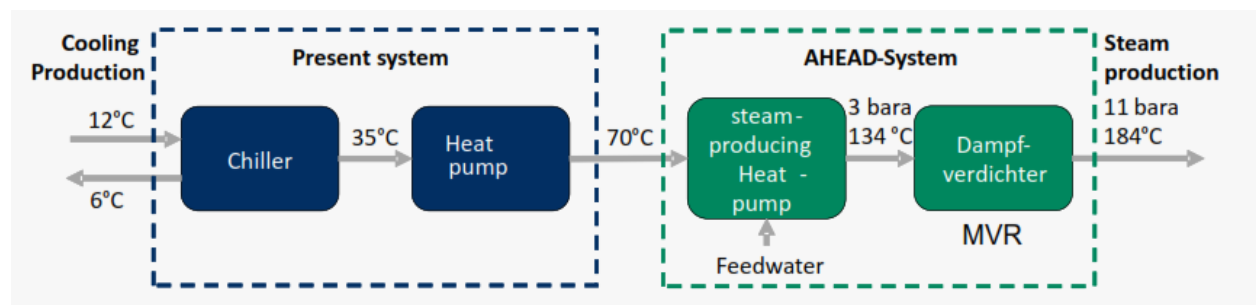 Cooling
Production
Present system
AHEAD-System
Steam
production
12°C
6°C
Chiller
35°C
Heat
pump
70°C
steam-
producing
Heat -
pump
Feedwater
3 bara
134 °C
Dampf-
verdichter
MVR
11 bara
184°C